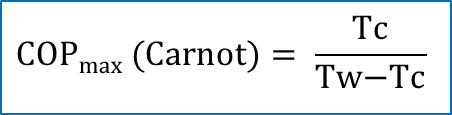 COPmax (Carnot) = Tc / Tw−Tc